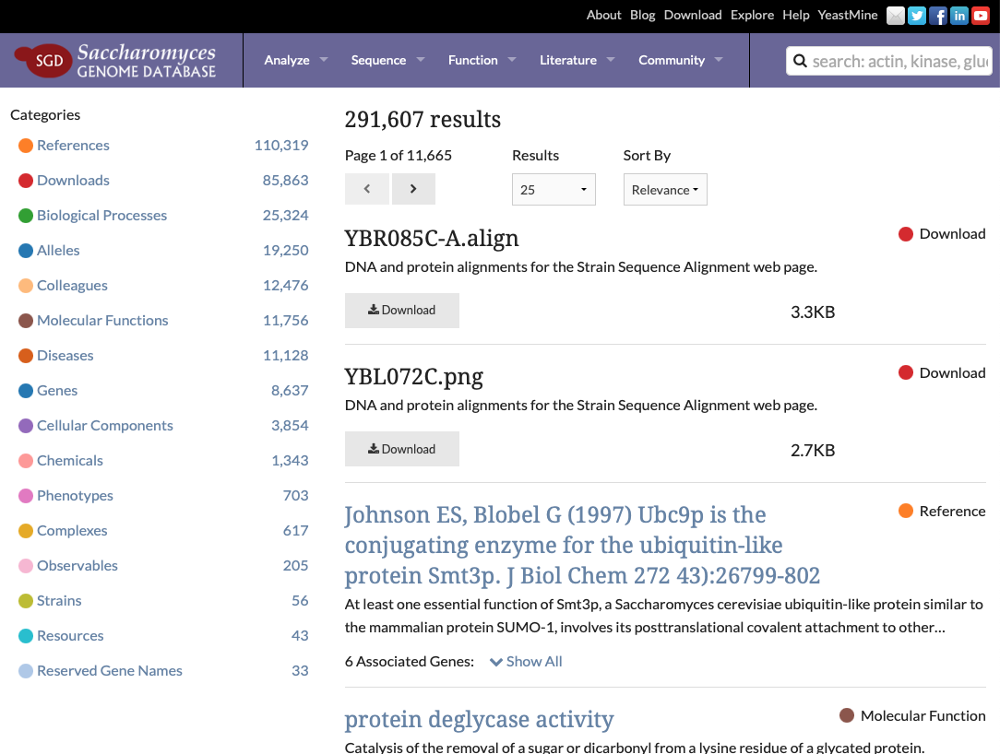 About Blog Download Explore Help YeastMine
SGD Saccharomyces GENOME DATABASE
Analyze Sequence Function Literature Community
search: actin, kinase, glu
Categories
References 110,319
Downloads 85,863
Biological Processes 25,324
Alleles 19,250
Colleagues 12,476
Molecular Functions 11,756
Diseases 11,128
Genes 8,637
Cellular Components 3,854
Chemicals 1,343
Phenotypes 703
Complexes 617
Observables 205
Strains 56
Resources 43
Reserved Gene Names 33
291,607 results
Page 1 of 11,665 Results Sort By
25 Relevance
YBR085C-A.align Download
DNA and protein alignments for the Strain Sequence Alignment web page.
Download 3.3KB
YBL072C.png Download
DNA and protein alignments for the Strain Sequence Alignment web page.
Download 2.7KB
Johnson ES, Blobel G (1997) Ubc9p is the Reference
conjugating enzyme for the ubiquitin-like
protein Smt3p. J Biol Chem 272 43):26799-802
At least one essential function of Smt3p, a Saccharomyces cerevisiae ubiquitin-like protein similar to
the mammalian protein SUMO-1, involves its posttranslational covalent attachment to other...
6 Associated Genes: Show All
protein deglycase activity Molecular Function
Catalysis of the removal of a sugar or dicarbonyl from a lysine residue of a glycated protein.